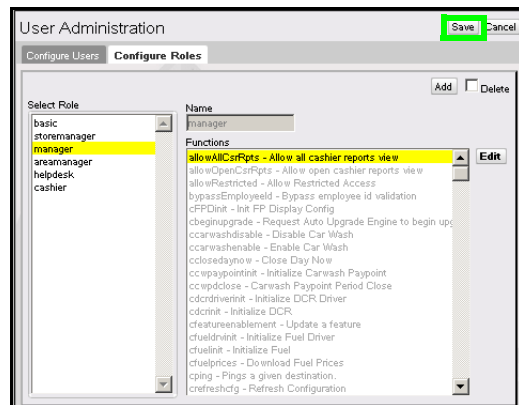 User Administration
Save Cancel
Configure Users Configure Roles
Add Delete
Select Role
Name
basic
storemanager
manager
areamanager
helpdesk
cashier
manager
Functions
allowAllCsrRpts - Allow all cashier reports view
allowOpenCsrRpts - Allow open cashier reports view
allowRestricted - Allow Restricted Access
bypassEmployeeId - Bypass employee id validation
cFPDinit - Init FP Display Config
cbeginupgrade - Request Auto Upgrade Engine to begin upg
ccarwashdisable - Disable Car Wash
ccarwashenable - Enable Car Wash
cclosedaynow - Close Day Now
ccwpaypointinit - Initialize Carwash Paypoint
ccwpdclose - Carwash Paypoint Period Close
cdcrdriverinit - Initialize DCR Driver
cdcrinit - Initialize DCR
cfeatureenablement - Update a feature
cfueldrvinit - Initialize Fuel Driver
cfuelinit - Initialize Fuel
cfuelprices - Download Fuel Prices
cping - Pings a given destination.
crefreshcfg - Refresh Configuration
Edit